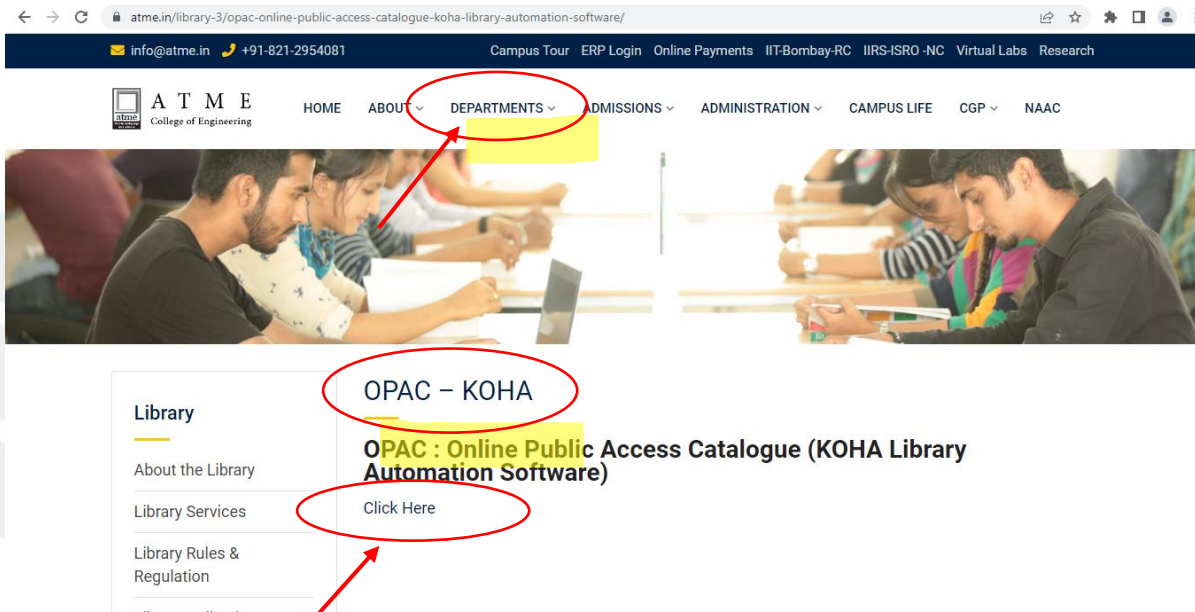 atme.in/library-3/opac-online-public-access-catalogue-koha-library-automation-software/
info@atme.in +91-821-2954081 Campus Tour ERP Login Online Payments IIT-Bombay-RC IIRS-ISRO -NC Virtual Labs Research
atme
A T M E
College of Engineering
HOME ABOUT DEPARTMENTS ADMISSIONS ADMINISTRATION CAMPUS LIFE CGP NAAC
OPAC – KOHA
Library
OPAC : Online Public Access Catalogue (KOHA Library
Automation Software)
About the Library
Click Here
Library Services
Library Rules &
Regulation